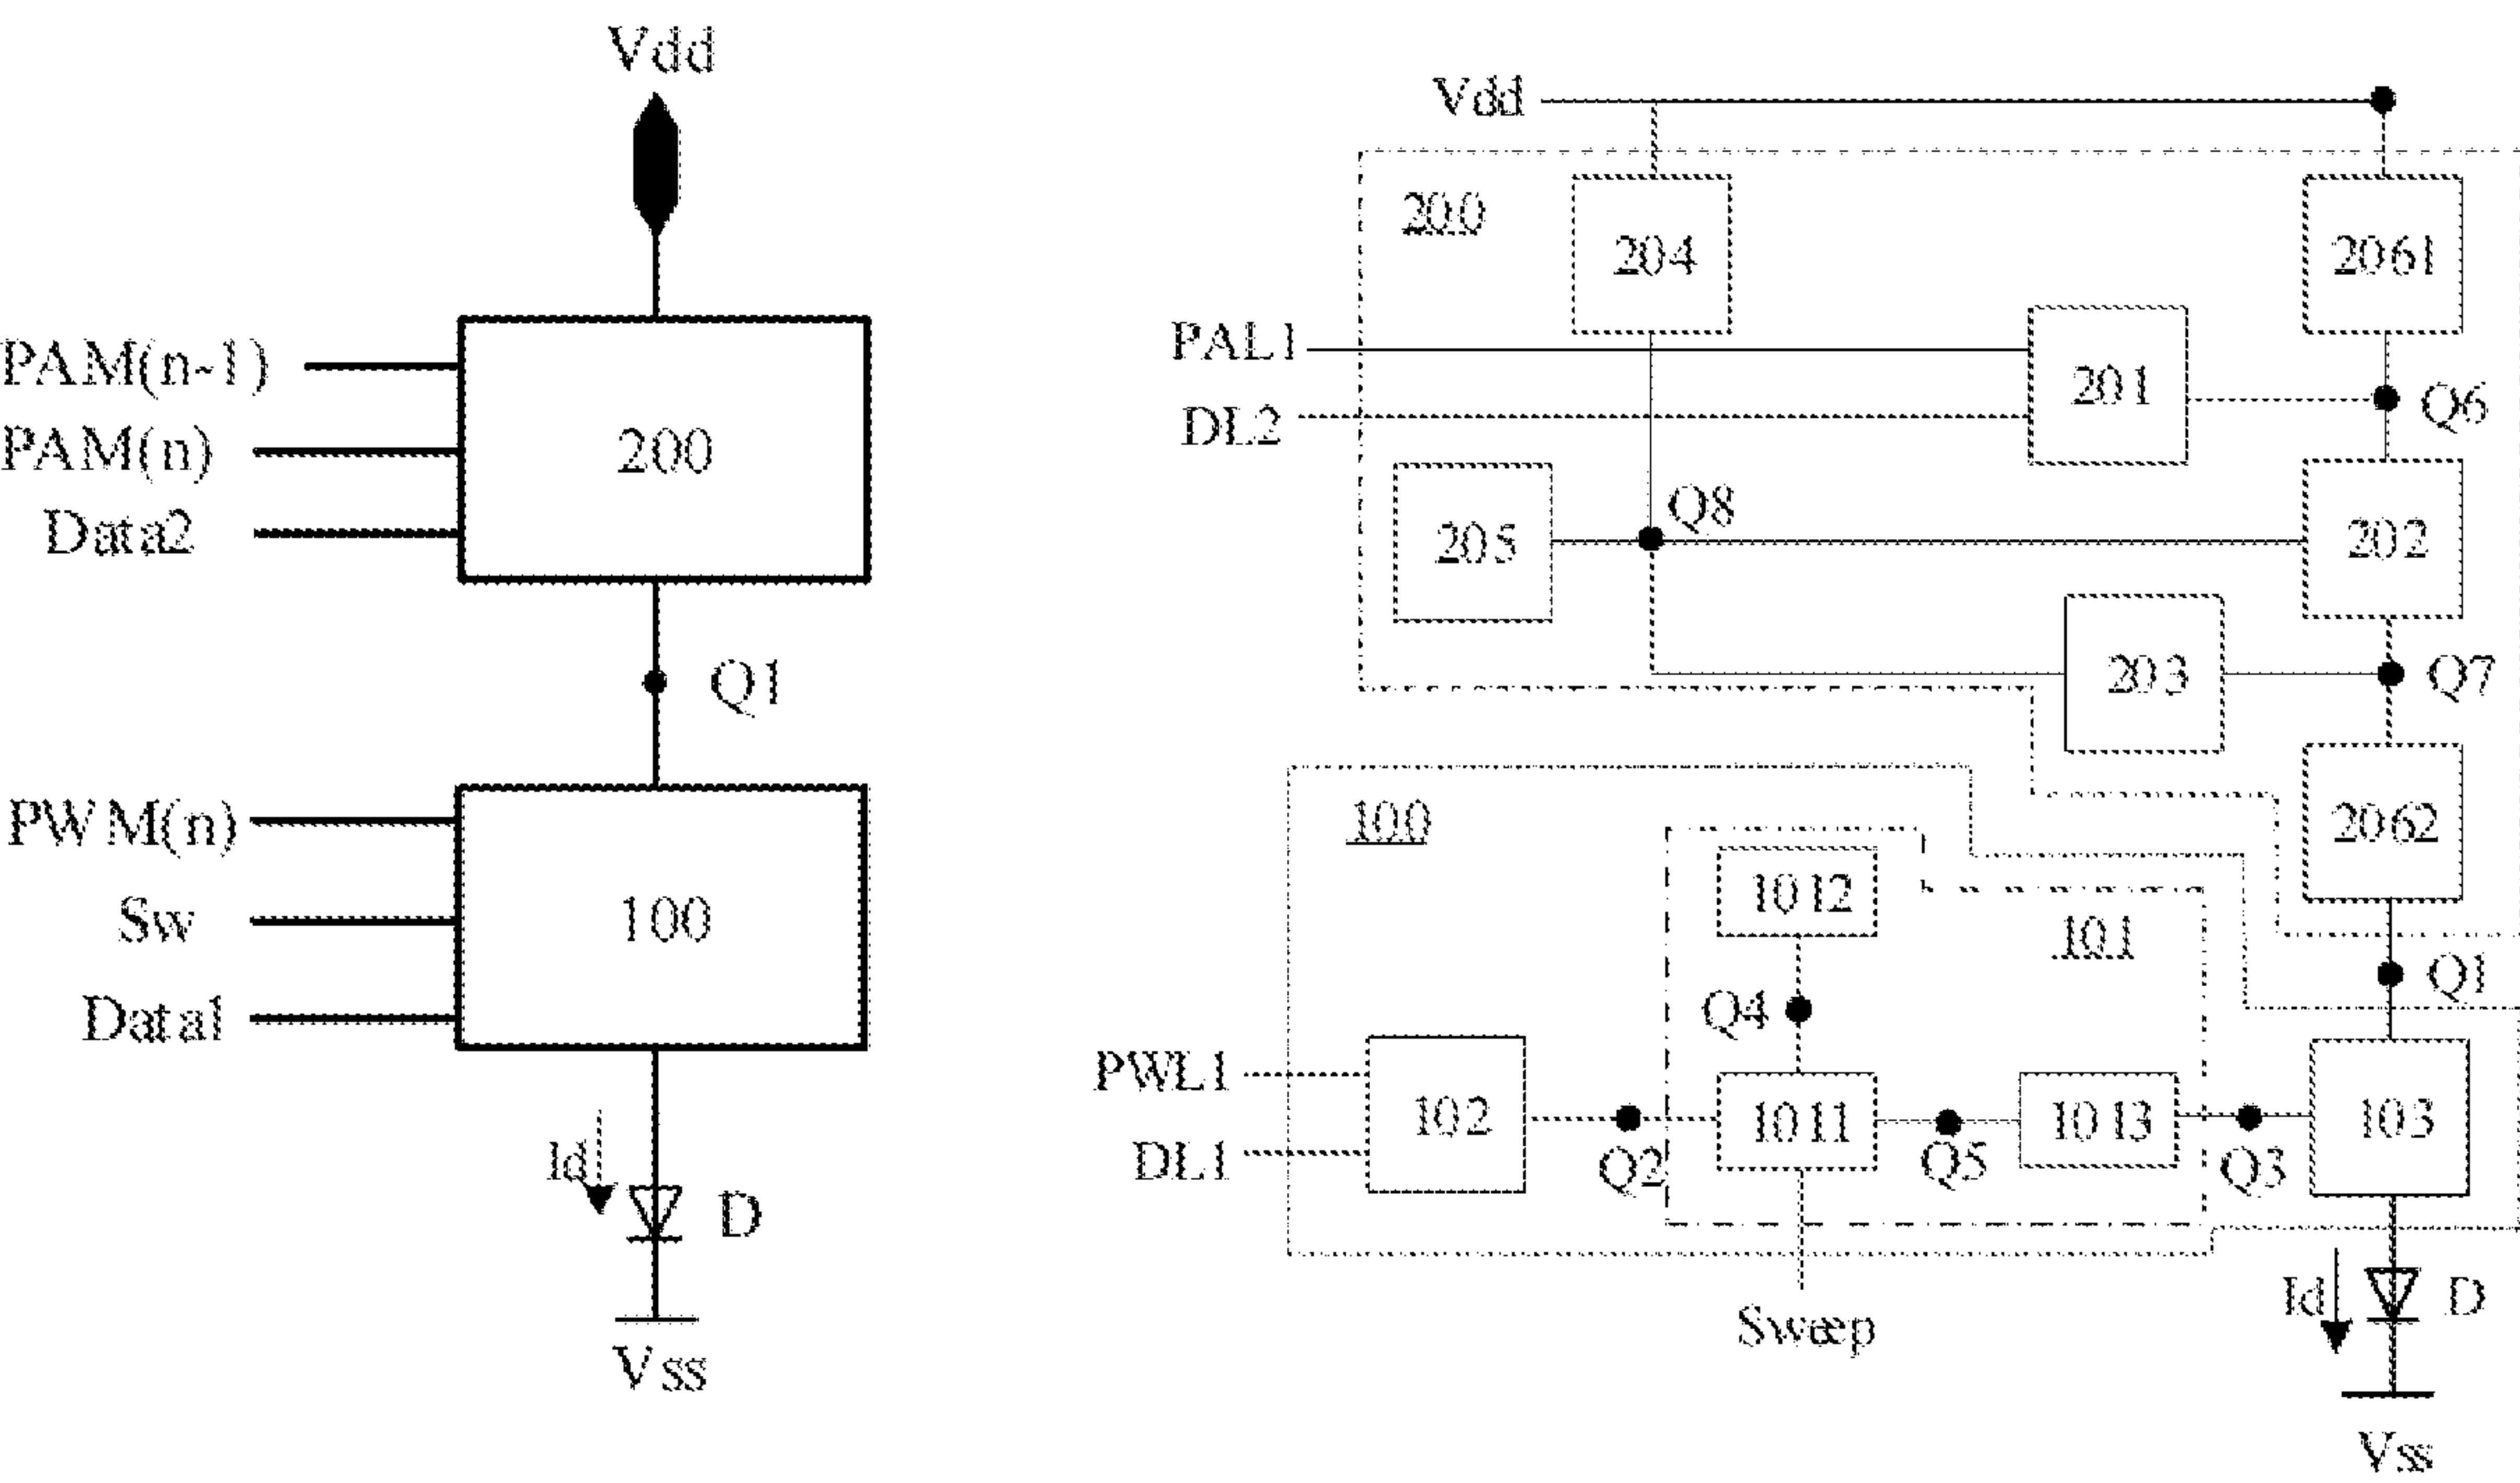 Vdd
PAM(n-1)
PAM(n)
Data2
200
Q1
PWM(n)
Sw
Data1
100
Id
D
Vss
Vdd
200
204
2061
PAL1
201
DL2
Q6
205
Q8
202
203
Q7
2062
100
1012
101
Q4
Q1
PWL1
102
1011
1013
103
DL1
Q2
Q5
Q3
Sweep
Id
D
Vss